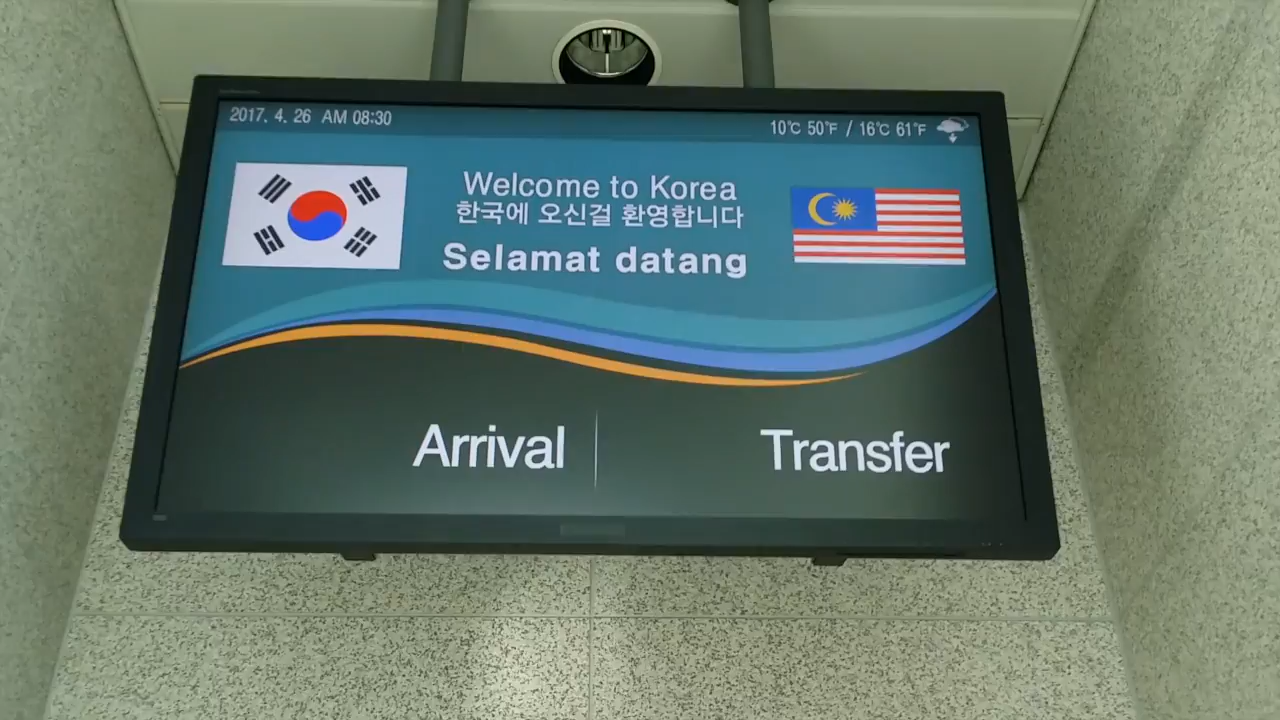 2017. 4. 26 AM 08:30
10℃ 50℉ / 16℃ 61℉
Welcome to Korea
한국에 오신걸 환영합니다
Selamat datang
Arrival
Transfer